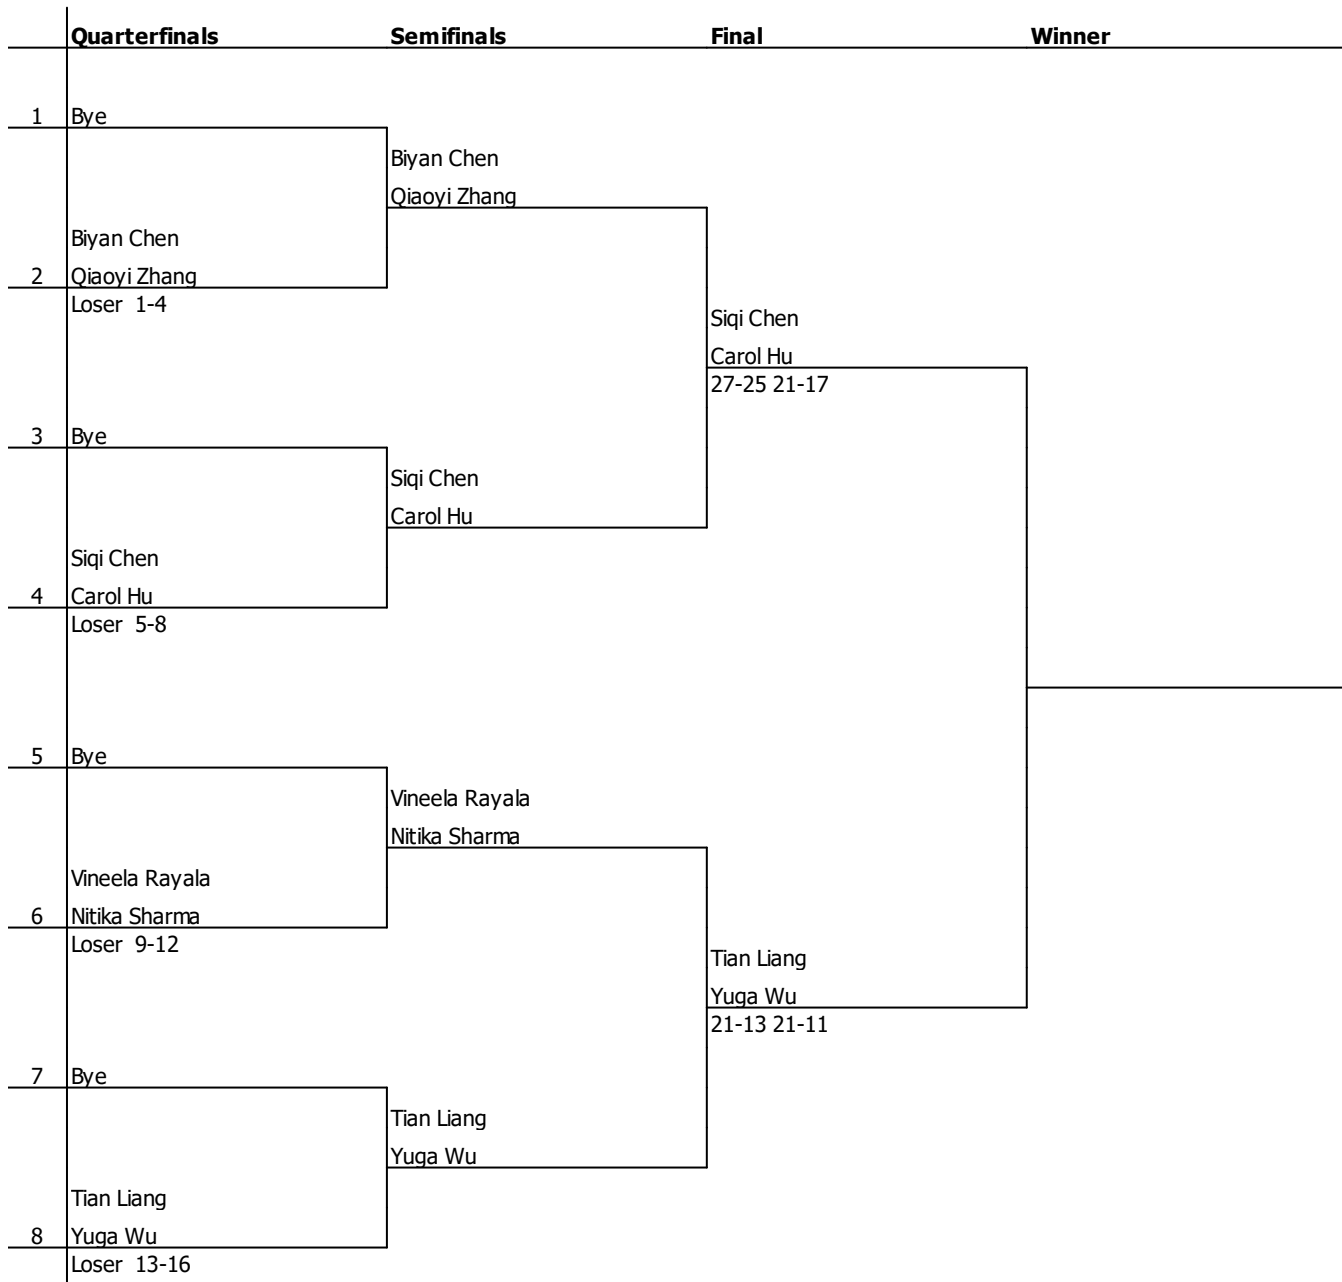 Quarterfinals Semifinals Final Winner
1 Bye
Biyan Chen
Qiaoyi Zhang
Biyan Chen
2 Qiaoyi Zhang
Loser 1-4
Siqi Chen
Carol Hu
27-25 21-17
3 Bye
Siqi Chen
Carol Hu
Siqi Chen
4 Carol Hu
Loser 5-8
5 Bye
Vineela Rayala
Nitika Sharma
Vineela Rayala
6 Nitika Sharma
Loser 9-12
Tian Liang
Yuga Wu
21-13 21-11
7 Bye
Tian Liang
Yuga Wu
Tian Liang
8 Yuga Wu
Loser 13-16